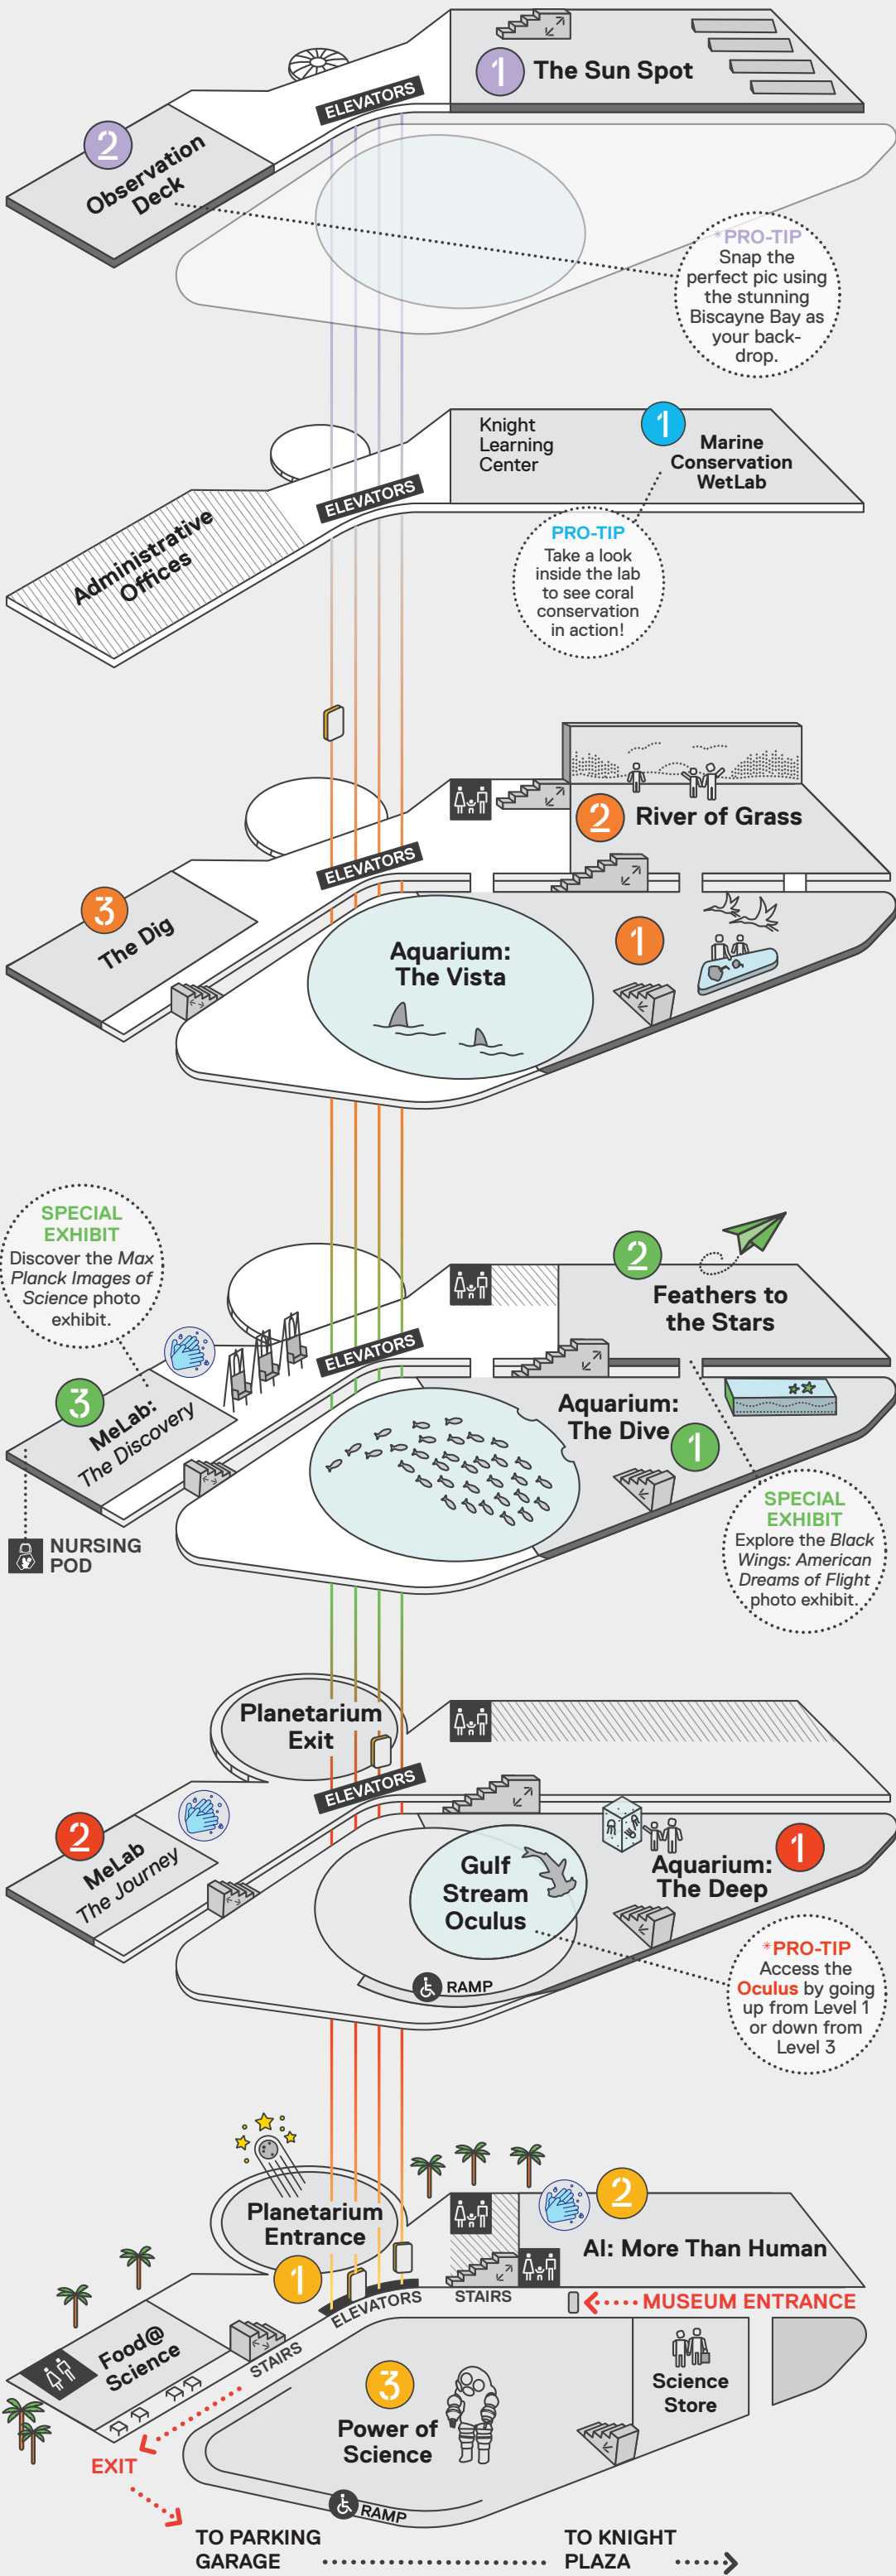 1 The Sun Spot
ELEVATORS
2
Observation
Deck
*PRO-TIP
Snap the
perfect pic using
the stunning
Biscayne Bay as
your back-
drop.
Knight
Learning
Center
1
Marine
Conservation
WetLab
ELEVATORS
Administrative
Offices
PRO-TIP
Take a look
inside the lab
to see coral
conservation
in action!
2 River of Grass
ELEVATORS
3
The Dig
Aquarium:
The Vista
1
SPECIAL
EXHIBIT
Discover the Max
Planck Images of
Science photo
exhibit.
2
Feathers to
the Stars
ELEVATORS
3
MeLab:
The Discovery
Aquarium:
The Dive
1
NURSING
POD
SPECIAL
EXHIBIT
Explore the Black
Wings: American
Dreams of Flight
photo exhibit.
Planetarium
Exit
ELEVATORS
2
MeLab
The Journey
Gulf
Stream
Oculus
1
Aquarium:
The Deep
RAMP
*PRO-TIP
Access the
Oculus by going
up from Level 1
or down from
Level 3
Planetarium
Entrance
1
2
AI: More Than Human
ELEVATORS
STAIRS
MUSEUM ENTRANCE
Food@
Science
STAIRS
3
Power of
Science
Science
Store
EXIT
RAMP
TO PARKING
GARAGE
TO KNIGHT
PLAZA